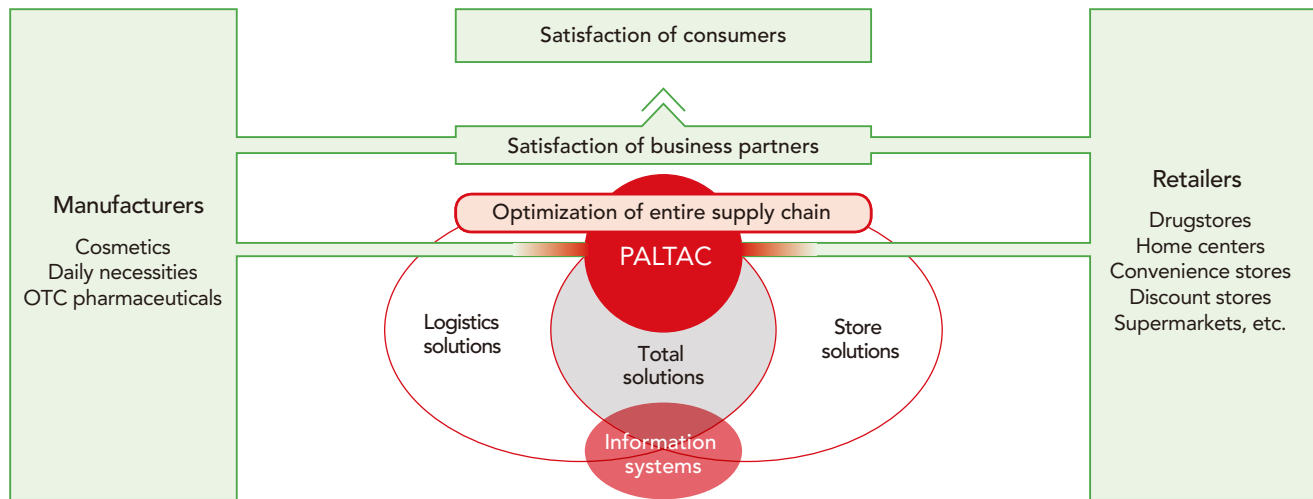 Satisfaction of consumers
Satisfaction of business partners
Manufacturers
Cosmetics
Daily necessities
OTC pharmaceuticals
Optimization of entire supply chain
PALTAC
Logistics
solutions
Total
solutions
Store
solutions
Information
systems
Retailers
Drugstores
Home centers
Convenience stores
Discount stores
Supermarkets, etc.